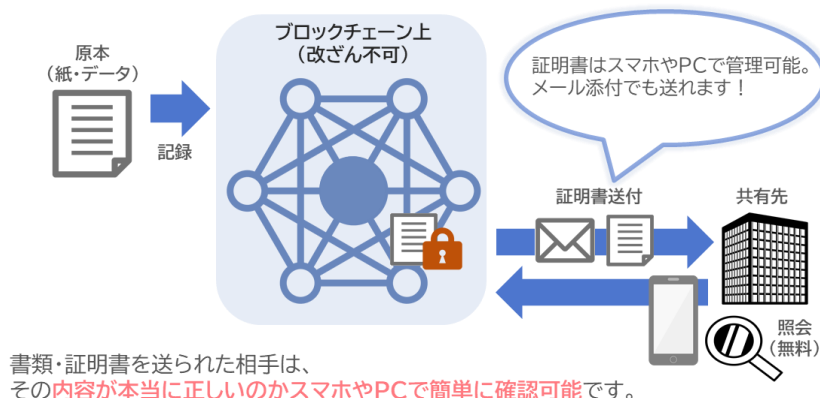 原本
(紙・データ)
記録
ブロックチェーン上
(改ざん不可)
証明書はスマホやPCで管理可能。
メール添付でも送れます！
証明書送付
共有先
照会
(無料)
書類・証明書を送られた相手は、
その内容が本当に正しいのかスマホやPCで簡単に確認可能です。